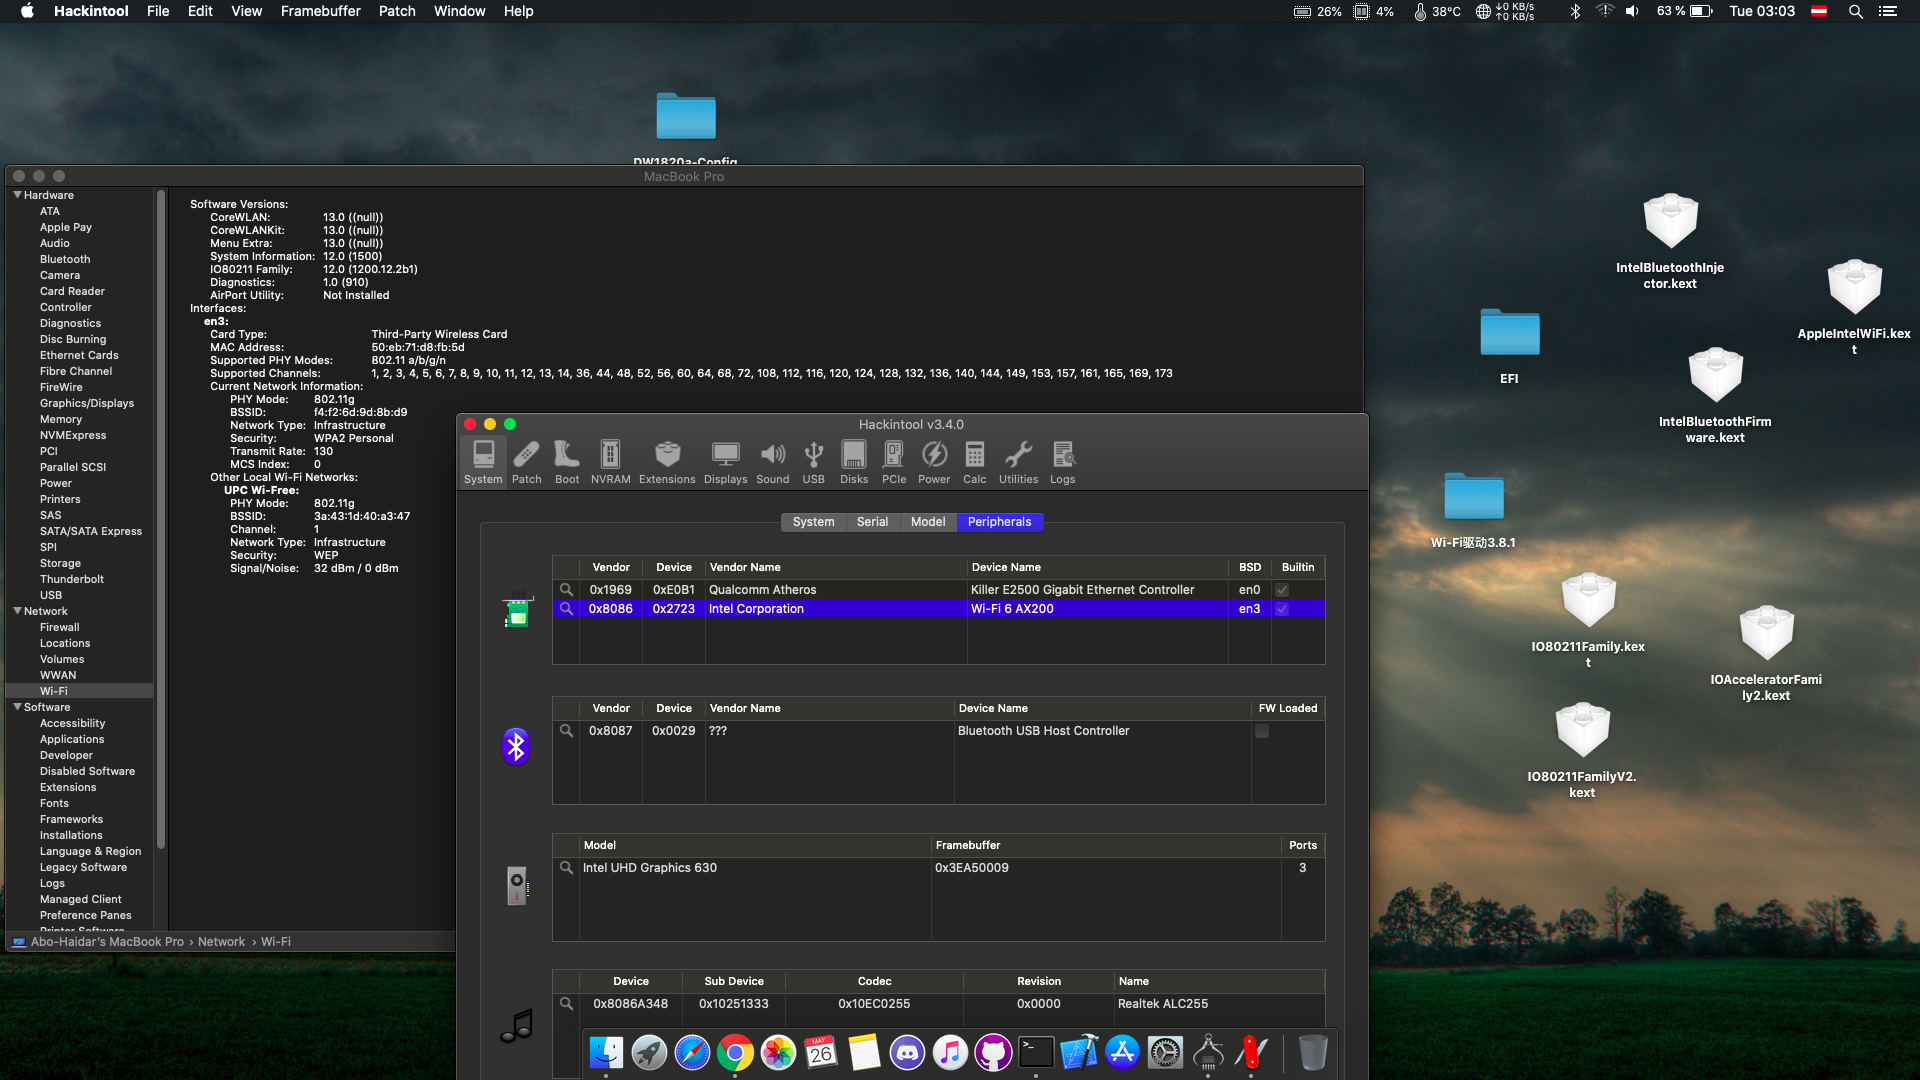 Hackintool File Edit View Framebuffer Patch Window Help
26% 4% 38°C ↓0 KB/s ↑0 KB/s 63 % Tue 03:03
DW1820a-Config
MacBook Pro
Hardware
ATA
Apple Pay
Audio
Bluetooth
Camera
Card Reader
Controller
Diagnostics
Disc Burning
Ethernet Cards
Fibre Channel
FireWire
Graphics/Displays
Memory
NVMExpress
PCI
Parallel SCSI
Power
Printers
SAS
SATA/SATA Express
SPI
Storage
Thunderbolt
USB
Network
Firewall
Locations
Volumes
WWAN
Wi-Fi
Software
Accessibility
Applications
Developer
Disabled Software
Extensions
Fonts
Frameworks
Installations
Language & Region
Legacy Software
Logs
Managed Client
Preference Panes
Printer Software
Software Versions:
CoreWLAN: 13.0 ((null))
CoreWLANKit: 13.0 ((null))
Menu Extra: 13.0 ((null))
System Information: 12.0 (1500)
IO80211 Family: 12.0 (1200.12.2b1)
Diagnostics: 1.0 (910)
AirPort Utility: Not Installed
Interfaces:
en3:
Card Type: Third-Party Wireless Card
MAC Address: 50:eb:71:d8:fb:5d
Supported PHY Modes: 802.11 a/b/g/n
Supported Channels: 1, 2, 3, 4, 5, 6, 7, 8, 9, 10, 11, 12, 13, 14, 36, 44, 48, 52, 56, 60, 64, 68, 72, 108, 112, 116, 120, 124, 128, 132, 136, 140, 144, 149, 153, 157, 161, 165, 169, 173
Current Network Information:
PHY Mode: 802.11g
BSSID: f4:f2:6d:9d:8b:d9
Network Type: Infrastructure
Security: WPA2 Personal
Transmit Rate: 130
MCS Index: 0
Other Local Wi-Fi Networks:
UPC Wi-Free:
PHY Mode: 802.11g
BSSID: 3a:43:1d:40:a3:47
Channel: 1
Network Type: Infrastructure
Security: WEP
Signal/Noise: 32 dBm / 0 dBm
Abo-Haidar's MacBook Pro › Network › Wi-Fi
Hackintool v3.4.0
System Patch Boot NVRAM Extensions Displays Sound USB Disks PCIe Power Calc Utilities Logs
System Serial Model Peripherals
Vendor Device Vendor Name Device Name BSD Builtin
0x1969 0xE0B1 Qualcomm Atheros Killer E2500 Gigabit Ethernet Controller en0
0x8086 0x2723 Intel Corporation Wi-Fi 6 AX200 en3
Vendor Device Vendor Name Device Name FW Loaded
0x8087 0x0029 ??? Bluetooth USB Host Controller
Model Framebuffer Ports
Intel UHD Graphics 630 0x3EA50009 3
Device Sub Device Codec Revision Name
0x8086A348 0x10251333 0x10EC0255 0x0000 Realtek ALC255
IntelBluetoothInje
ctor.kext
AppleIntelWiFi.kex
t
EFI
IntelBluetoothFirm
ware.kext
Wi-Fi驱动3.8.1
IO80211Family.kex
t
IOAcceleratorFami
ly2.kext
IO80211FamilyV2.
kext
MAY
26
>_